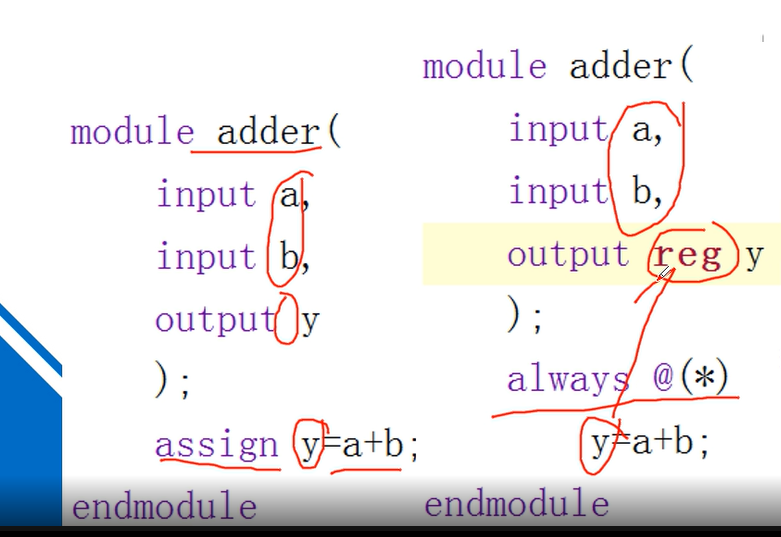 module adder(
input a,
input b,
output y
);
assign y=a+b;
endmodule
module adder(
input a,
input b,
output reg y
);
always @(*)
y=a+b;
endmodule